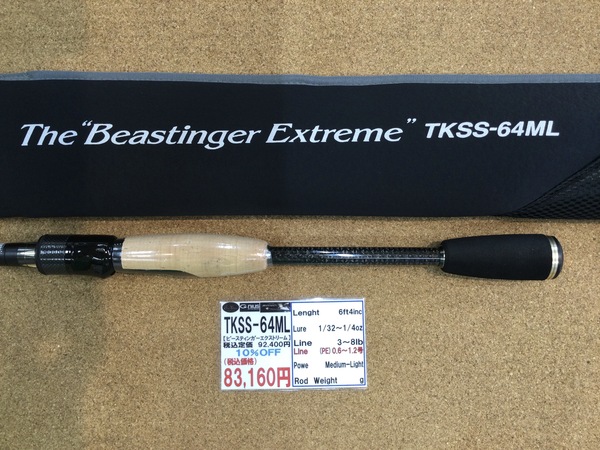 The "Beastinger Extreme" TKSS-64ML
G-nius
TKSS-64ML
【ビースティンガーエクストリーム】
税込定価 92,400円
10%OFF
(税込価格)
83,160円
Lenght 6ft4inc
Lure 1/32～1/4oz
Line 3～8lb
Line (PE) 0.6～1.2号
Powe Medium-Light
Rod Weight g